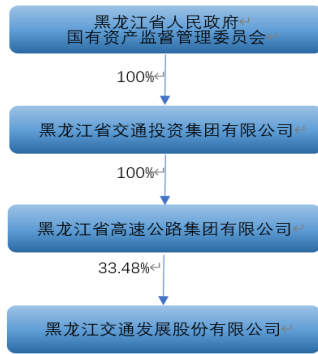 黑龙江省人民政府
国有资产监督管理委员会
100%
黑龙江省交通投资集团有限公司
100%
黑龙江省高速公路集团有限公司
33.48%
黑龙江交通发展股份有限公司